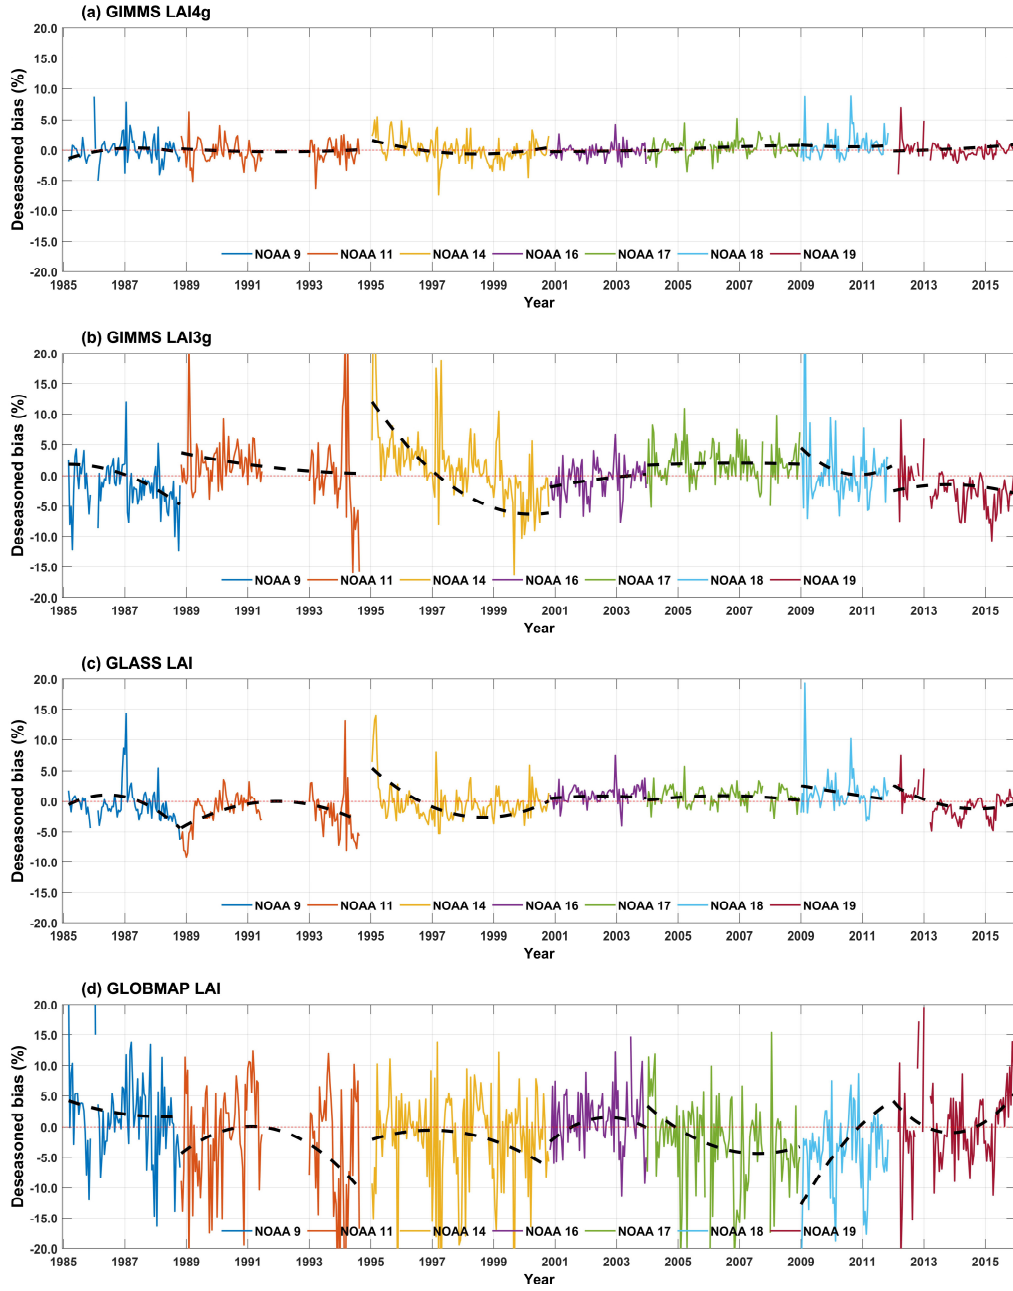 (a) GIMMS LAI4g
Deseasoned bias (%)
20.0
15.0
10.0
5.0
0.0
-5.0
-10.0
-15.0
-20.0
NOAA 9 NOAA 11 NOAA 14 NOAA 16 NOAA 17 NOAA 18 NOAA 19
1985 1987 1989 1991 1993 1995 1997 1999 2001 2003 2005 2007 2009 2011 2013 2015
Year
(b) GIMMS LAI3g
Deseasoned bias (%)
20.0
15.0
10.0
5.0
0.0
-5.0
-10.0
-15.0
-20.0
NOAA 9 NOAA 11 NOAA 14 NOAA 16 NOAA 17 NOAA 18 NOAA 19
1985 1987 1989 1991 1993 1995 1997 1999 2001 2003 2005 2007 2009 2011 2013 2015
Year
(c) GLASS LAI
Deseasoned bias (%)
20.0
15.0
10.0
5.0
0.0
-5.0
-10.0
-15.0
-20.0
NOAA 9 NOAA 11 NOAA 14 NOAA 16 NOAA 17 NOAA 18 NOAA 19
1985 1987 1989 1991 1993 1995 1997 1999 2001 2003 2005 2007 2009 2011 2013 2015
Year
(d) GLOBMAP LAI
Deseasoned bias (%)
20.0
15.0
10.0
5.0
0.0
-5.0
-10.0
-15.0
-20.0
NOAA 9 NOAA 11 NOAA 14 NOAA 16 NOAA 17 NOAA 18 NOAA 19
1985 1987 1989 1991 1993 1995 1997 1999 2001 2003 2005 2007 2009 2011 2013 2015
Year